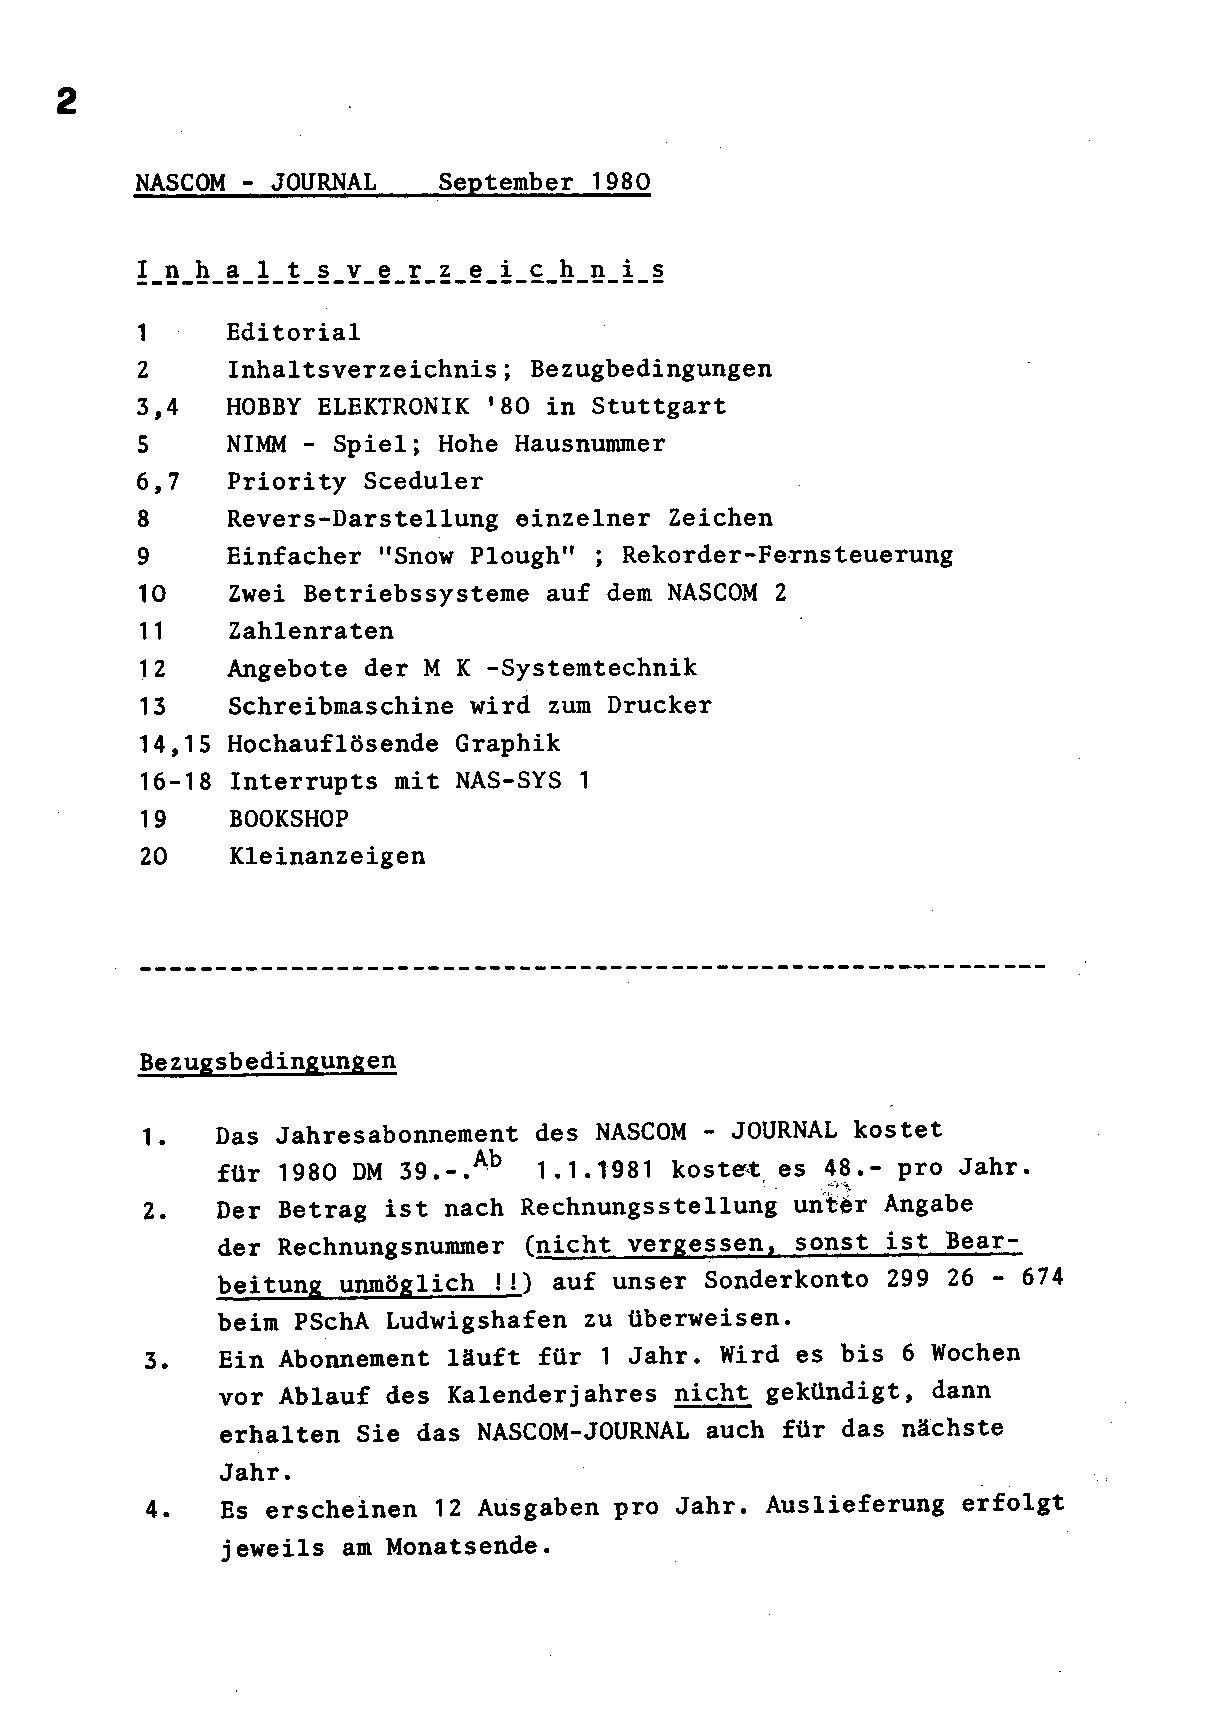 2
NASCOM - JOURNAL September 1980
I n h a l t s v e r z e i c h n i s
1 Editorial
2 Inhaltsverzeichnis; Bezugbedingungen
3,4 HOBBY ELEKTRONIK '80 in Stuttgart
5 NIMM - Spiel; Hohe Hausnummer
6,7 Priority Sceduler
8 Revers-Darstellung einzelner Zeichen
9 Einfacher "Snow Plough" ; Rekorder-Fernsteuerung
10 Zwei Betriebssysteme auf dem NASCOM 2
11 Zahlenraten
12 Angebote der M K -Systemtechnik
13 Schreibmaschine wird zum Drucker
14,15 Hochauflösende Graphik
16-18 Interrupts mit NAS-SYS 1
19 BOOKSHOP
20 Kleinanzeigen
------------------------------------------------------------
Bezugsbedingungen
1. Das Jahresabonnement des NASCOM - JOURNAL kostet
für 1980 DM 39.-. Ab 1.1.1981 kostet es 48.- pro Jahr.
2. Der Betrag ist nach Rechnungsstellung unter Angabe
der Rechnungsnummer (nicht vergessen, sonst ist Bear-
beitung unmöglich !!) auf unser Sonderkonto 299 26 - 674
beim PSchA Ludwigshafen zu überweisen.
3. Ein Abonnement läuft für 1 Jahr. Wird es bis 6 Wochen
vor Ablauf des Kalenderjahres nicht gekündigt, dann
erhalten Sie das NASCOM-JOURNAL auch für das nächste
Jahr.
4. Es erscheinen 12 Ausgaben pro Jahr. Auslieferung erfolgt
jeweils am Monatsende.